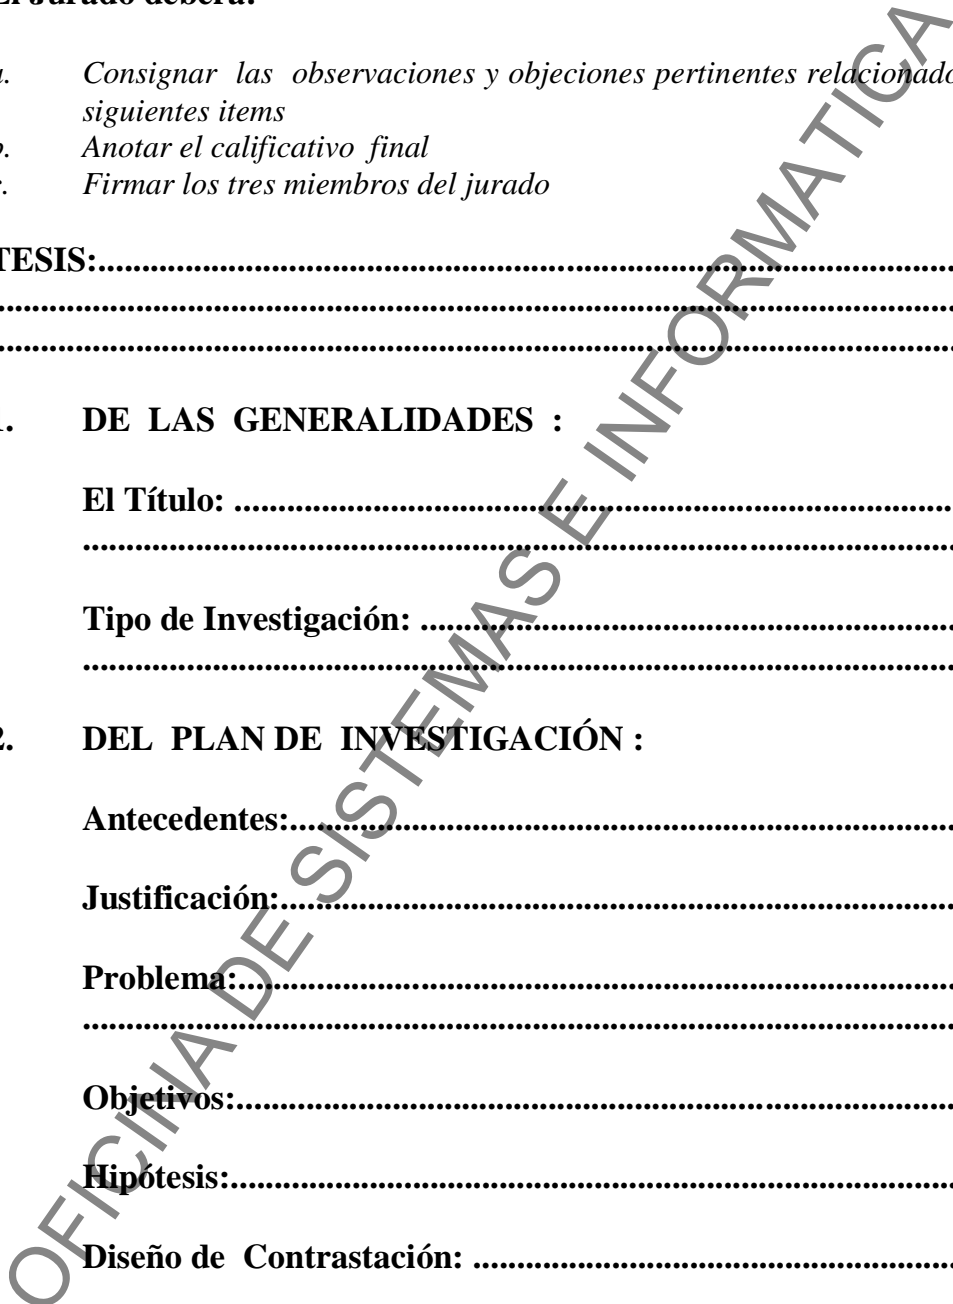 El Jurado deberá:
a. Consignar las observaciones y objeciones pertinentes relacionado
siguientes items
b. Anotar el calificativo final
c. Firmar los tres miembros del jurado
TESIS:..........................................................................................
..........................................................................................
..........................................................................................
1. DE LAS GENERALIDADES :
El Título: ..........................................................................................
..........................................................................................
Tipo de Investigación: ..........................................................................................
..........................................................................................
2. DEL PLAN DE INVESTIGACIÓN :
Antecedentes:..........................................................................................
Justificación:..........................................................................................
Problema:..........................................................................................
..........................................................................................
Objetivos:..........................................................................................
Hipótesis:..........................................................................................
Diseño de Contrastación: ..........................................................................................
OFICINA DE SISTEMAS E INFORMATICA